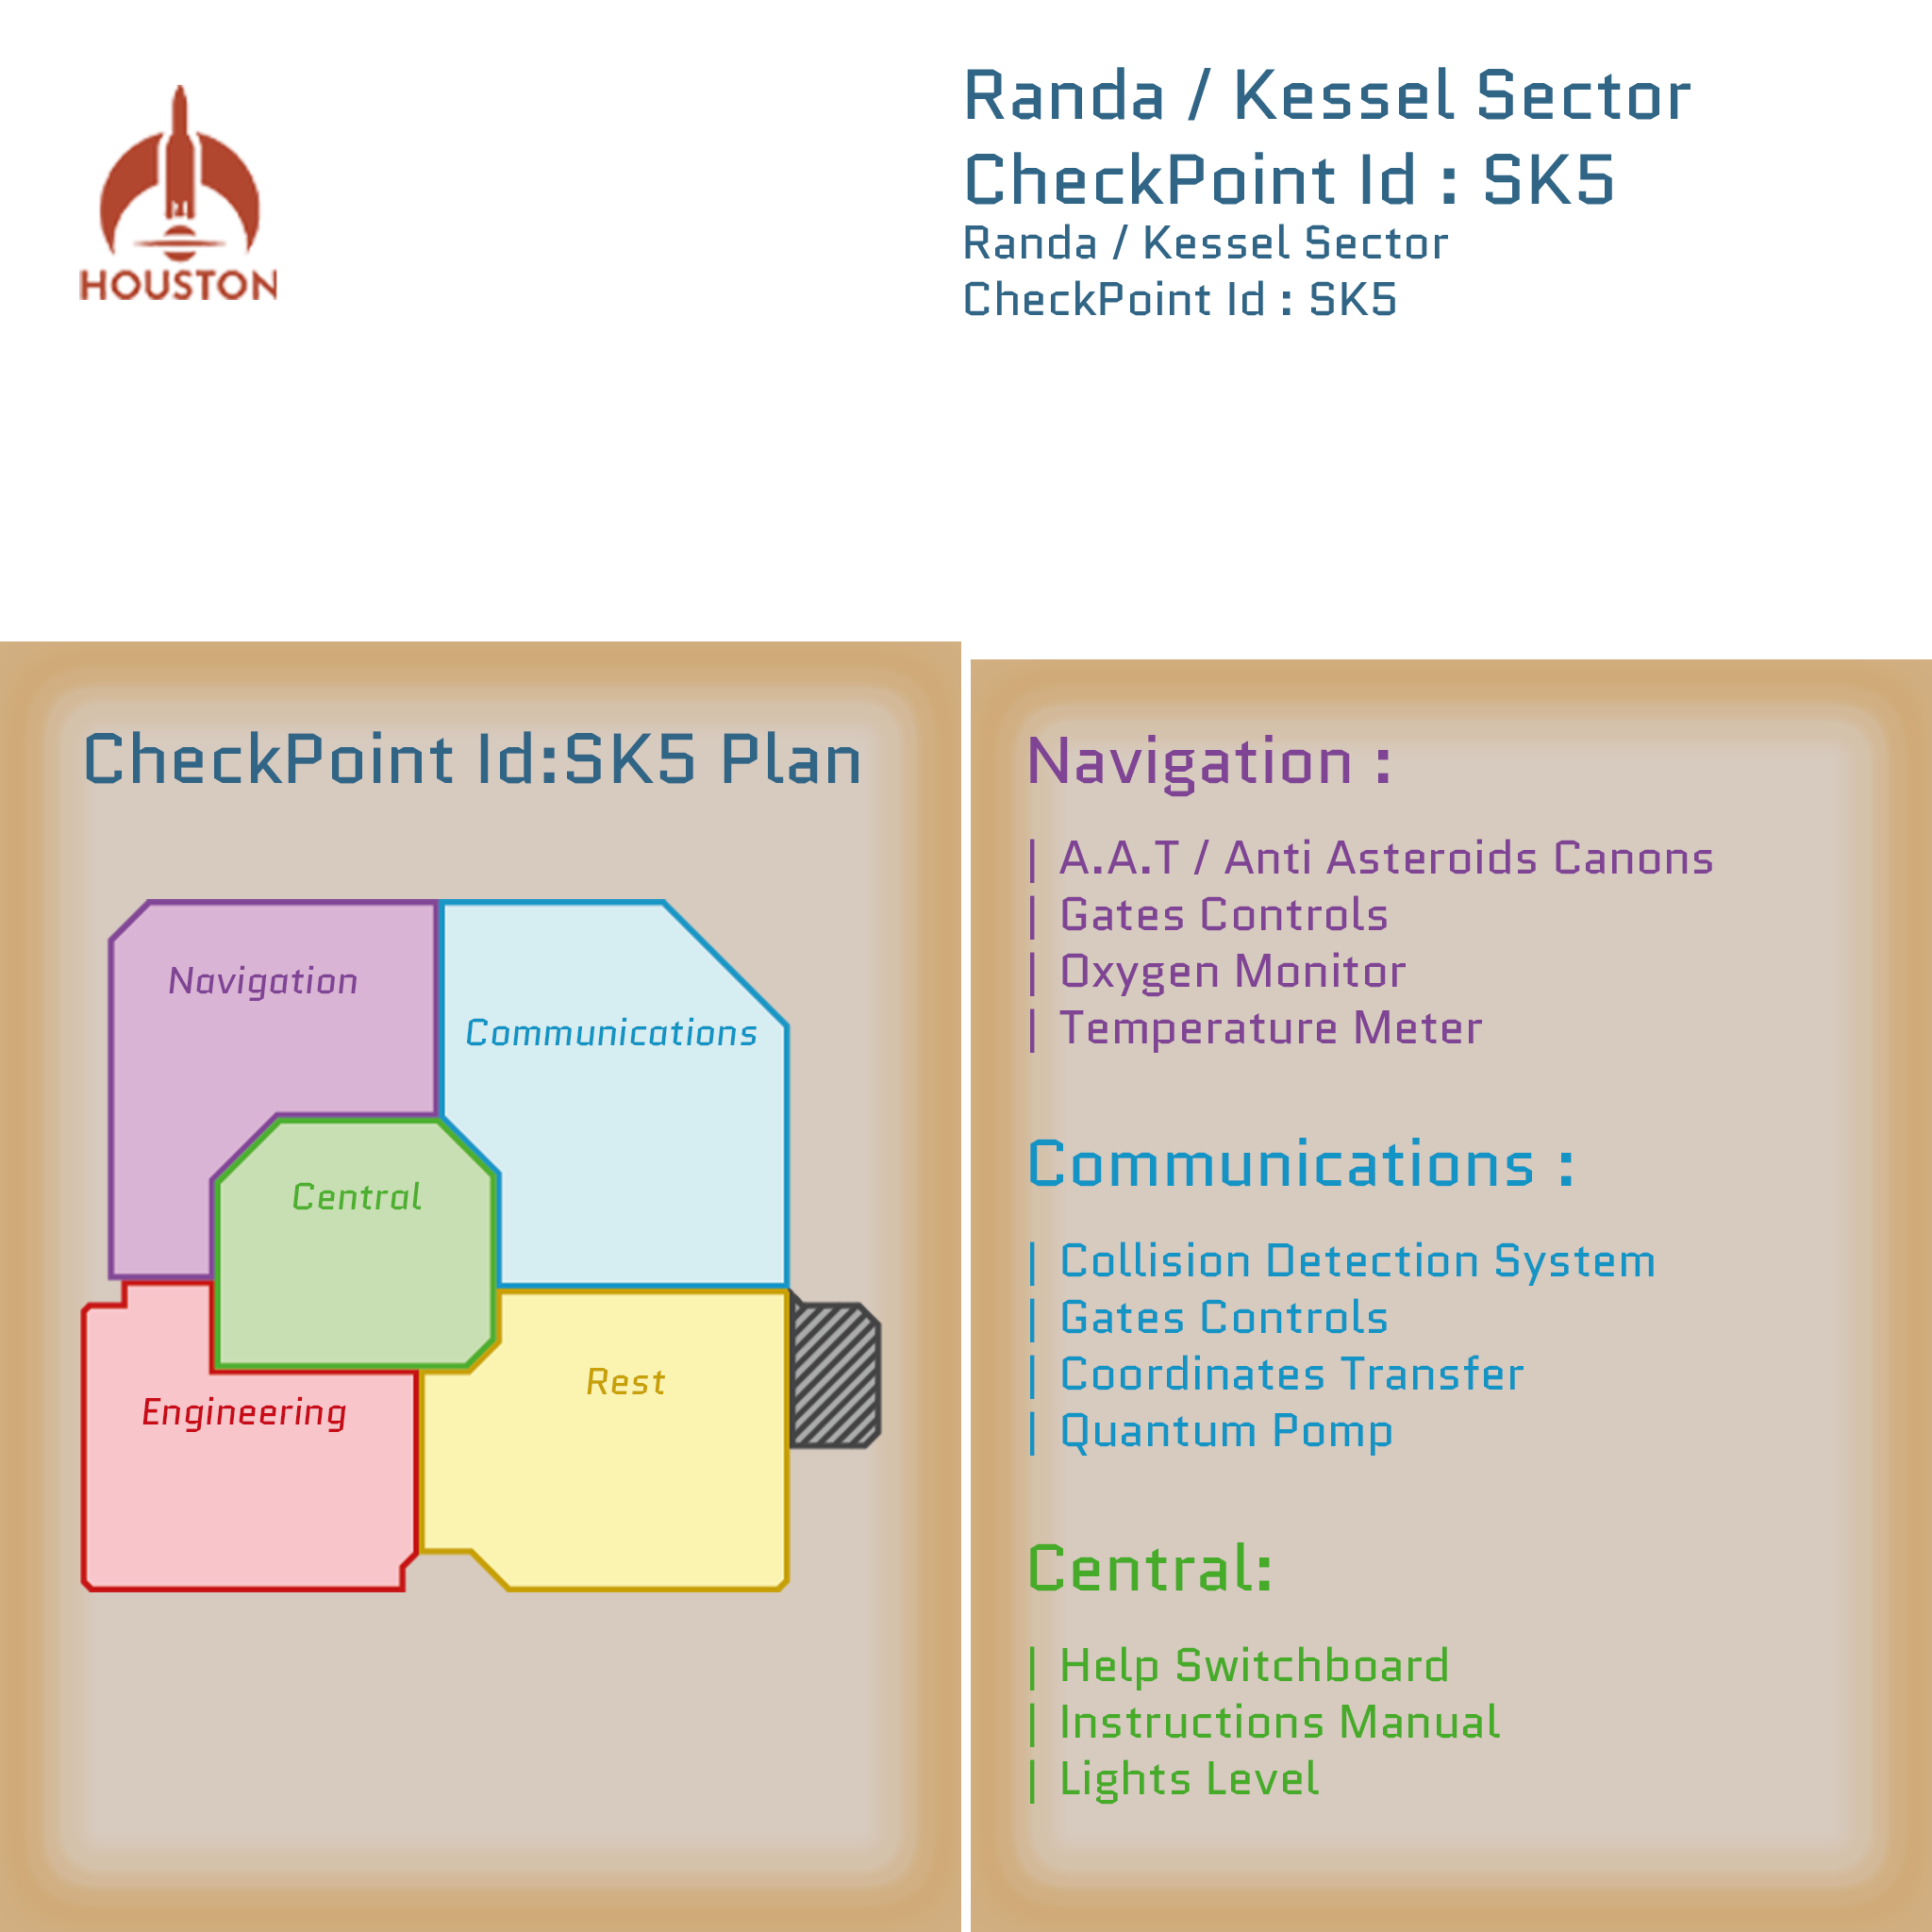 HOUSTON
Randa / Kessel Sector
CheckPoint Id : SK5
Randa / Kessel Sector
CheckPoint Id : SK5
CheckPoint Id:SK5 Plan
Navigation
Communications
Central
Rest
Engineering
Navigation :
| A.A.T / Anti Asteroids Canons
| Gates Controls
| Oxygen Monitor
| Temperature Meter
Communications :
| Collision Detection System
| Gates Controls
| Coordinates Transfer
| Quantum Pomp
Central:
| Help Switchboard
| Instructions Manual
| Lights Level